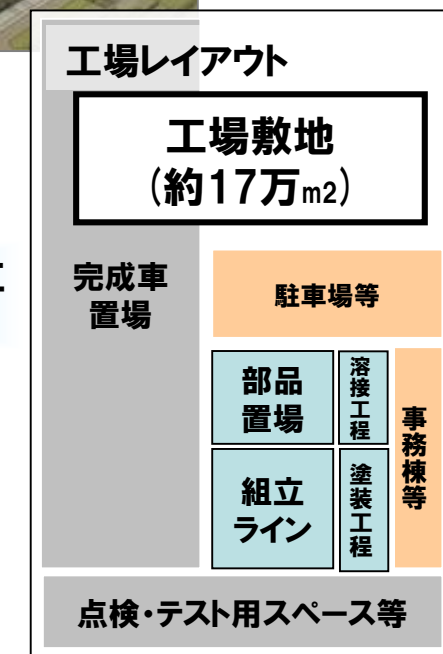 工場レイアウト
工場敷地
(約17万m2)
完成車
置場
駐車場等
部品
置場
溶接工程
事務棟等
組立
ライン
塗装工程
点検・テスト用スペース等